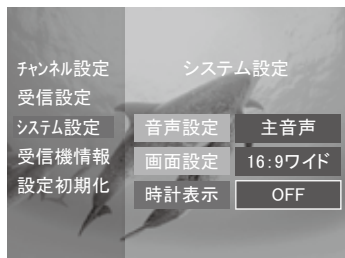 チャンネル設定
受信設定
システム設定
受信機情報
設定初期化
システム設定
音声設定 主音声
画面設定 16:9ワイド
時計表示 OFF